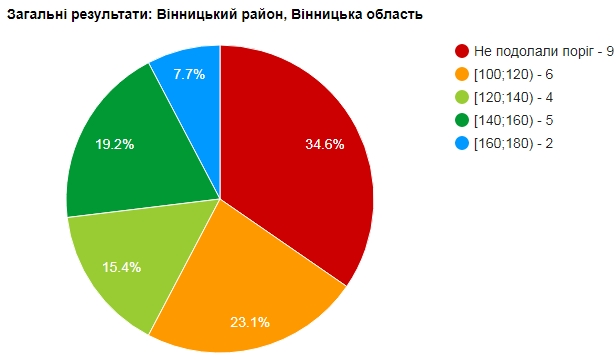 Загальні результати: Вінницький район, Вінницька область
Не подолали поріг - 9
[100;120) - 6
[120;140) - 4
[140;160) - 5
[160;180) - 2
7.7%
34.6%
19.2%
15.4%
23.1%